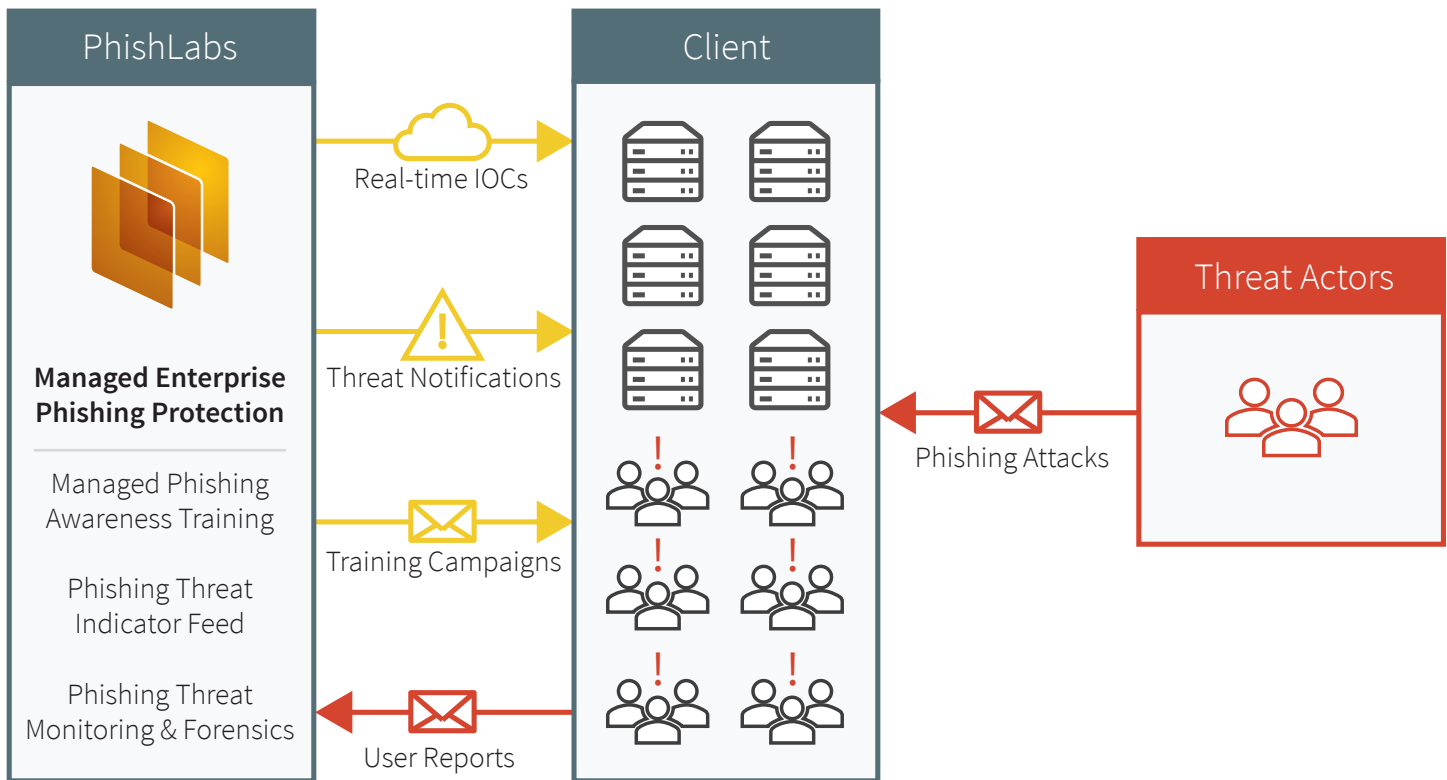 PhishLabs
Managed Enterprise
Phishing Protection
Managed Phishing
Awareness Training
Phishing Threat
Indicator Feed
Phishing Threat
Monitoring & Forensics
Real-time IOCs
Threat Notifications
Training Campaigns
User Reports
Client
Phishing Attacks
Threat Actors